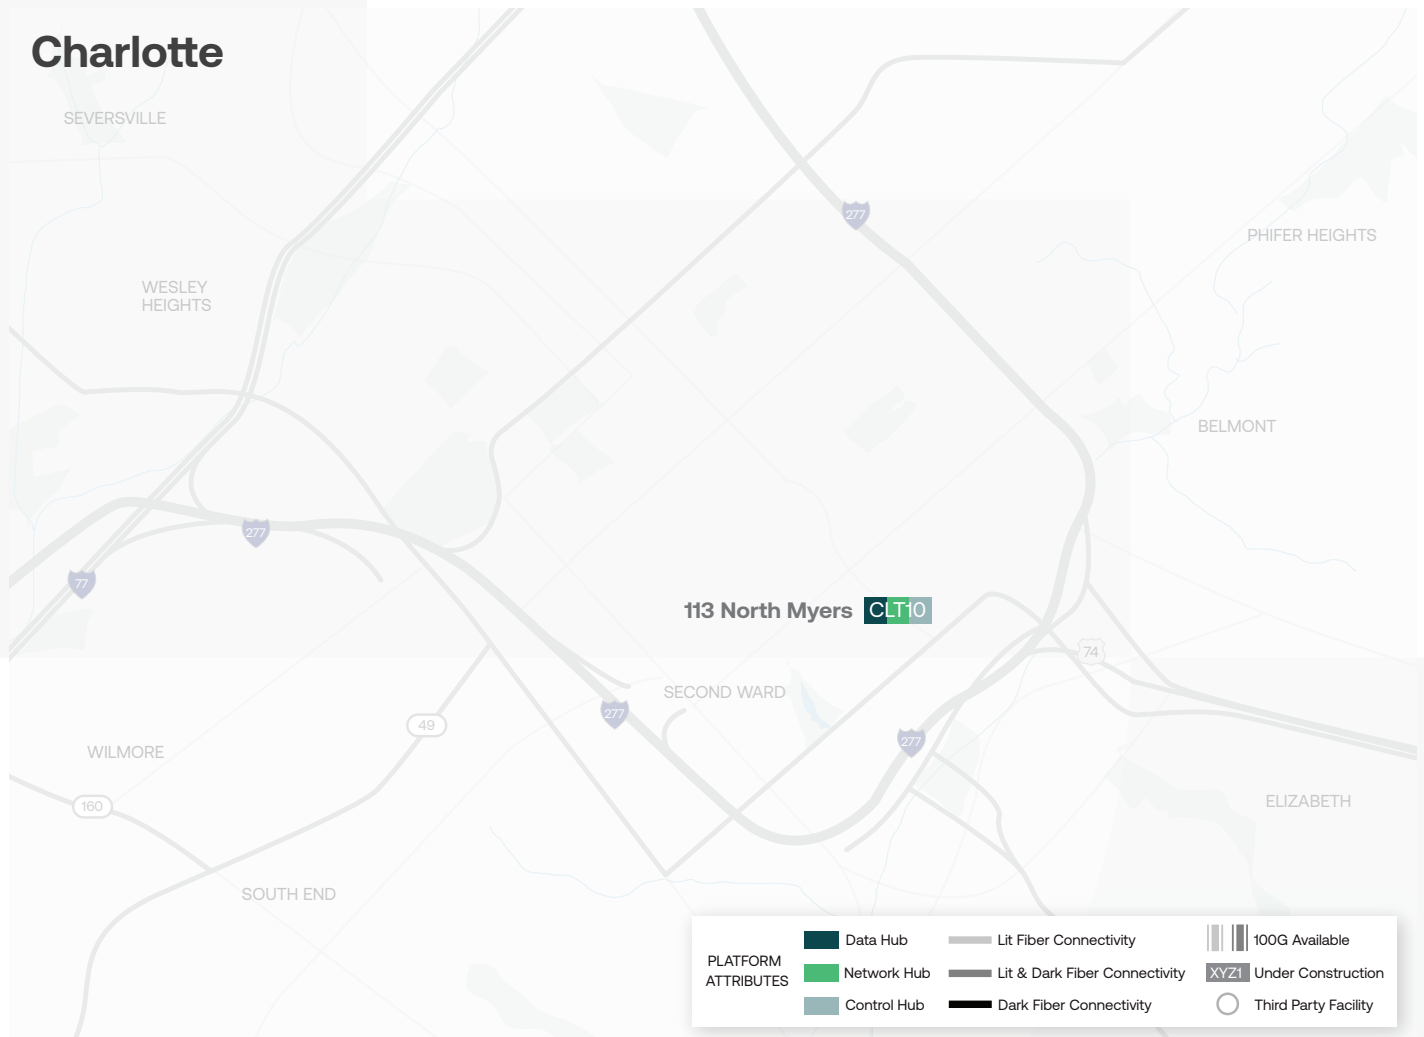 Charlotte
SEVERSVILLE
277
PHIFER HEIGHTS
WESLEY
HEIGHTS
BELMONT
277
77
113 North Myers CLT10
74
SECOND WARD
277
49
277
WILMORE
160
ELIZABETH
SOUTH END
PLATFORM
ATTRIBUTES
Data Hub
Network Hub
Control Hub
Lit Fiber Connectivity
Lit & Dark Fiber Connectivity
Dark Fiber Connectivity
100G Available
XYZ1 Under Construction
Third Party Facility